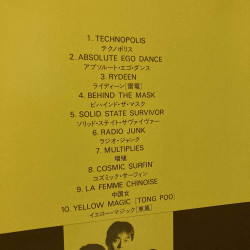 1. TECHNOPOLIS
テクノポリス
2. ABSOLUTE EGO DANCE
アブソルート・エゴ・ダンス
3. RYDEEN
ライディーン[雷電]
4. BEHIND THE MASK
ビハインド・ザ・マスク
5. SOLID STATE SURVIVOR
ソリッド・ステイト・サヴァイヴァー
6. RADIO JUNK
ラジオ・ジャンク
7. MULTIPLIES
増殖
8. COSMIC SURFIN'
コズミック・サーフィン
9. LA FEMME CHINOISE
中国女
10. YELLOW MAGIC [TONG POO]
イエロー・マジック[東風]